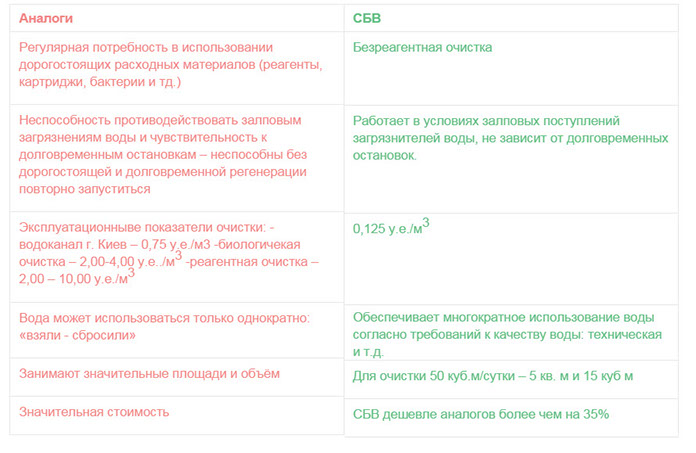 Аналоги
СБВ
Регулярная потребность в использовании
дорогостоящих расходных материалов (реагенты,
картриджи, бактерии и тд.)
Безреагентная очистка
Неспособность противодействовать залповым
загрязнениям воды и чувствительность к
долговременным остановкам – неспособны без
дорогостоящей и долговременной регенерации
повторно запуститься
Работает в условиях залповых поступлений
загрязнителей воды, не зависит от долговременных
остановок.
Эксплуатационныве показатели очистки: -
водоканал г. Киев – 0,75 у.е./м3 -биологичекая
очистка – 2,00-4,00 у.е../м3 -реагентная очистка –
2,00 – 10,00 у.е./м3
0,125 у.е./м3
Вода может использоваться только однократно:
«взяли - сбросили»
Обеспечивает многократное использование воды
согласно требований к качеству воды: техническая
и т.д.
Занимают значительные площади и объём
Для очистки 50 куб.м/сутки – 5 кв. м и 15 куб м
Значительная стоимость
СБВ дешевле аналогов более чем на 35%